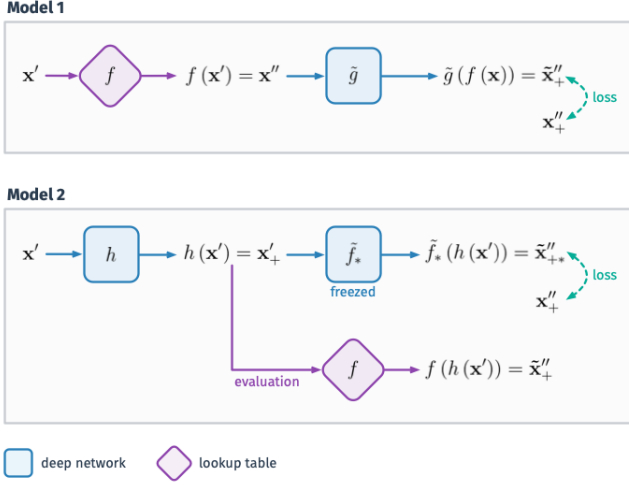 Model 1
x′ f f (x′) = x″ g̃ g̃ (f (x)) = x̃″₊
loss
x″₊
Model 2
x′ h h (x′) = x′₊ f̃∗ f̃∗ (h (x′)) = x̃″₊∗
loss
freezed
x″₊
f f (h (x′)) = x̃″₊
evaluation
deep network lookup table